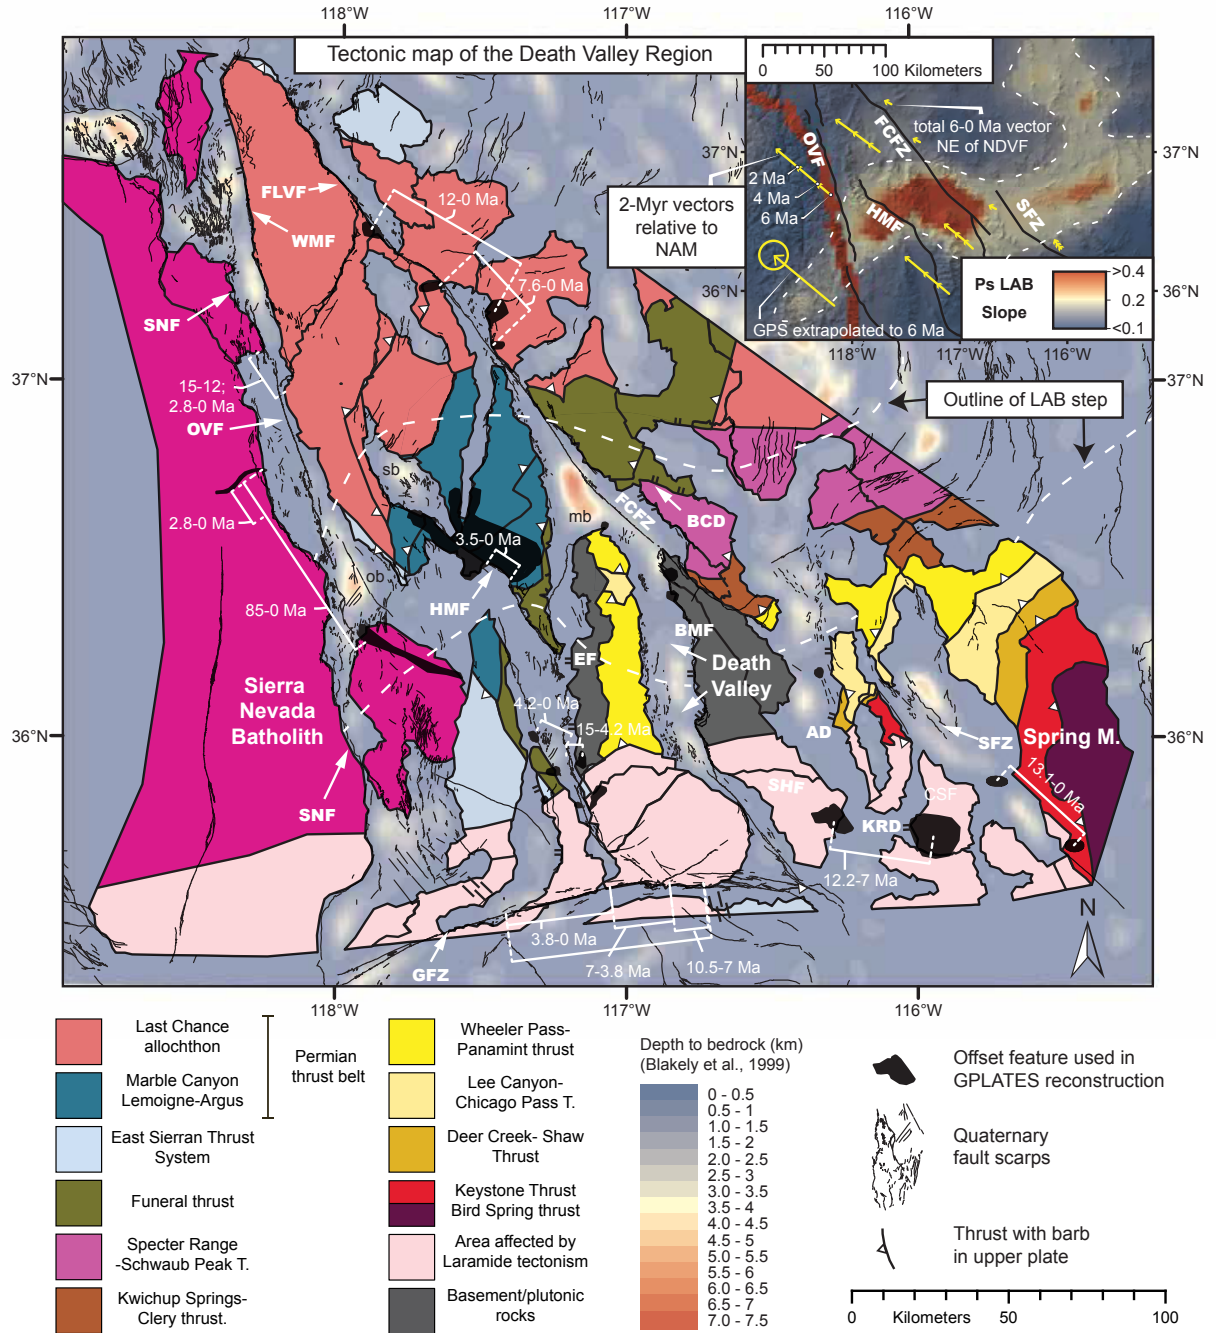 118°W
117°W
116°W
Tectonic map of the Death Valley Region
0 50 100 Kilometers
total 6-0 Ma vector
NE of NDVF
FCFZ
OVF
37°N
2 Ma
4 Ma
6 Ma
HMF
SFZ
2-Myr vectors
relative to
NAM
36°N
Ps LAB
Slope
>0.4
0.2
<0.1
GPS extrapolated to 6 Ma
118°W
117°W
116°W
37°N
36°N
FLVF
WMF
12-0 Ma
7.6-0 Ma
SNF
37°N
37°N
15-12;
2.8-0 Ma
OVF
Outline of LAB step
sb
mb
FCFZ
BCD
2.8-0 Ma
3.5-0 Ma
ob
85-0 Ma
HMF
BMF
EF
Death
Valley
Sierra
Nevada
Batholith
4.2-0 Ma
15-4.2 Ma
AD
SFZ
Spring M.
36°N
36°N
13.1-0 Ma
SNF
SHF
CSF
KRD
12.2-7 Ma
3.8-0 Ma
7-3.8 Ma
10.5-7 Ma
GFZ
N
118°W
117°W
116°W
Last Chance
allochthon
Marble Canyon
Lemoigne-Argus
Permian
thrust belt
East Sierran Thrust
System
Funeral thrust
Specter Range
-Schwaub Peak T.
Kwichup Springs-
Clery thrust.
Wheeler Pass-
Panamint thrust
Lee Canyon-
Chicago Pass T.
Deer Creek- Shaw
Thrust
Keystone Thrust
Bird Spring thrust
Area affected by
Laramide tectonism
Basement/plutonic
rocks
Depth to bedrock (km)
(Blakely et al., 1999)
0 - 0.5
0.5 - 1
1.0 - 1.5
1.5 - 2
2.0 - 2.5
2.5 - 3
3.0 - 3.5
3.5 - 4
4.0 - 4.5
4.5 - 5
5.0 - 5.5
5.5 - 6
6.0 - 6.5
6.5 - 7
7.0 - 7.5
Offset feature used in
GPLATES reconstruction
Quaternary
fault scarps
Thrust with barb
in upper plate
0 Kilometers 50 100